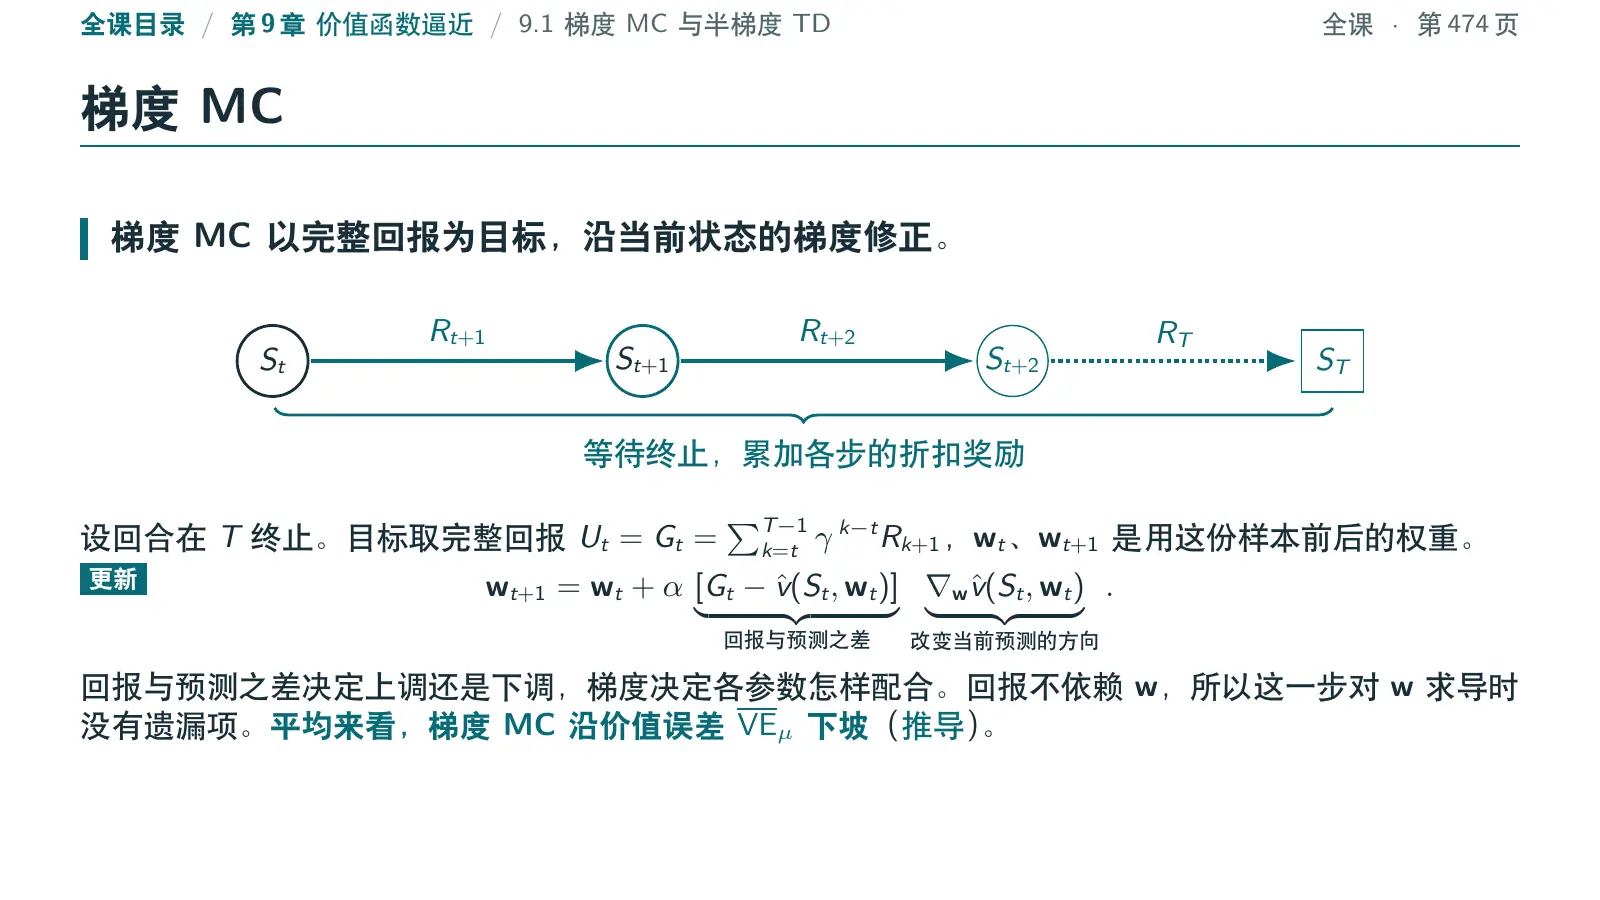 全课目录 / 第 9 章 价值函数逼近 / 9.1 梯度 MC 与半梯度 TD
全课 · 第 474 页
梯度 MC
梯度 MC 以完整回报为目标，沿当前状态的梯度修正。
S_t R_{t+1} S_{t+1} R_{t+2} S_{t+2} R_T S_T
等待终止，累加各步的折扣奖励
设回合在 T 终止。目标取完整回报 U_t = G_t = ∑_{k=t}^{T−1} γ^{k−t} R_{k+1}，w_t、w_{t+1} 是用这份样本前后的权重。
更新
w_{t+1} = w_t + α [G_t − v̂(S_t, w_t)] ∇_w v̂(S_t, w_t) .
回报与预测之差 改变当前预测的方向
回报与预测之差决定上调还是下调，梯度决定各参数怎样配合。回报不依赖 w，所以这一步对 w 求导时
没有遗漏项。平均来看，梯度 MC 沿价值误差 \overline{VE}_μ 下坡（推导）。